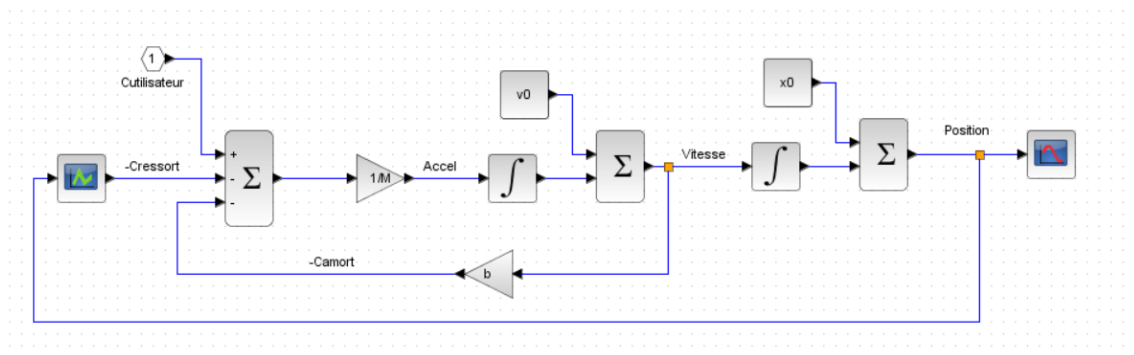 1
Cutilisateur
v0
x0
Position
-Cressort
+
-
-
Σ
1/M
Accel
∫
Σ
Vitesse
∫
Σ
-Camort
b